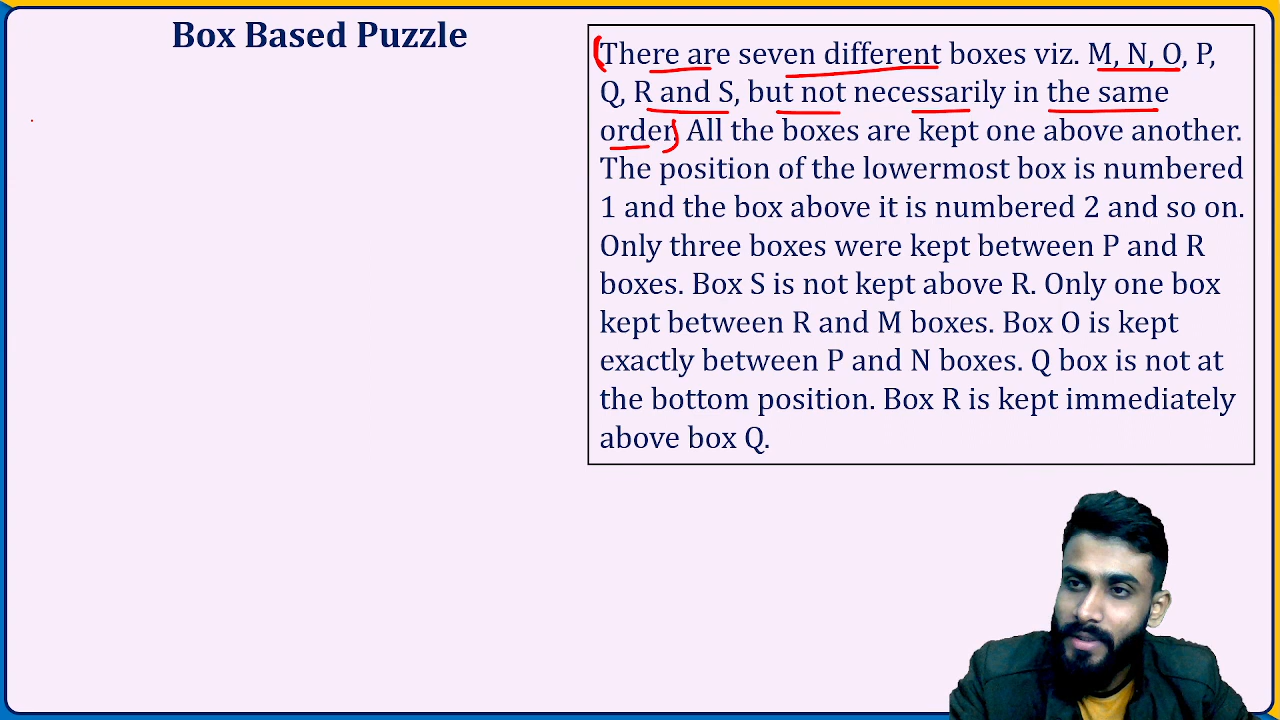 Box Based Puzzle
There are seven different boxes viz. M, N, O, P,
Q, R and S, but not necessarily in the same
order. All the boxes are kept one above another.
The position of the lowermost box is numbered
1 and the box above it is numbered 2 and so on.
Only three boxes were kept between P and R
boxes. Box S is not kept above R. Only one box
kept between R and M boxes. Box O is kept
exactly between P and N boxes. Q box is not at
the bottom position. Box R is kept immediately
above box Q.